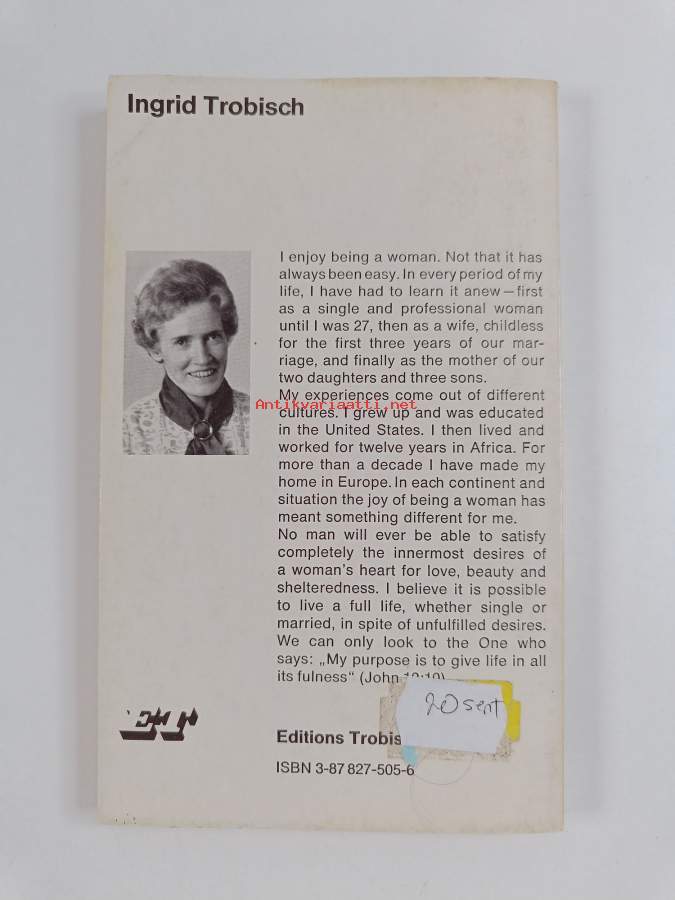 Ingrid Trobisch
I enjoy being a woman. Not that it has
always been easy. In every period of my
life, I have had to learn it anew — first
as a single and professional woman
until I was 27, then as a wife, childless
for the first three years of our mar-
riage, and finally as the mother of our
two daughters and three sons.
My experiences come out of different
Antikvariaatti.net
cultures. I grew up and was educated
in the United States. I then lived and
worked for twelve years in Africa. For
more than a decade I have made my
home in Europe. In each continent and
situation the joy of being a woman has
meant something different for me.
No man will ever be able to satisfy
completely the innermost desires of
a woman's heart for love, beauty and
shelteredness. I believe it is possible
to live a full life, whether single or
married, in spite of unfulfilled desires.
We can only look to the One who
says: „My purpose is to give life in all
its fulness“ (John
20 sent
ET
Editions Trobis
ISBN 3-87 827-505-6